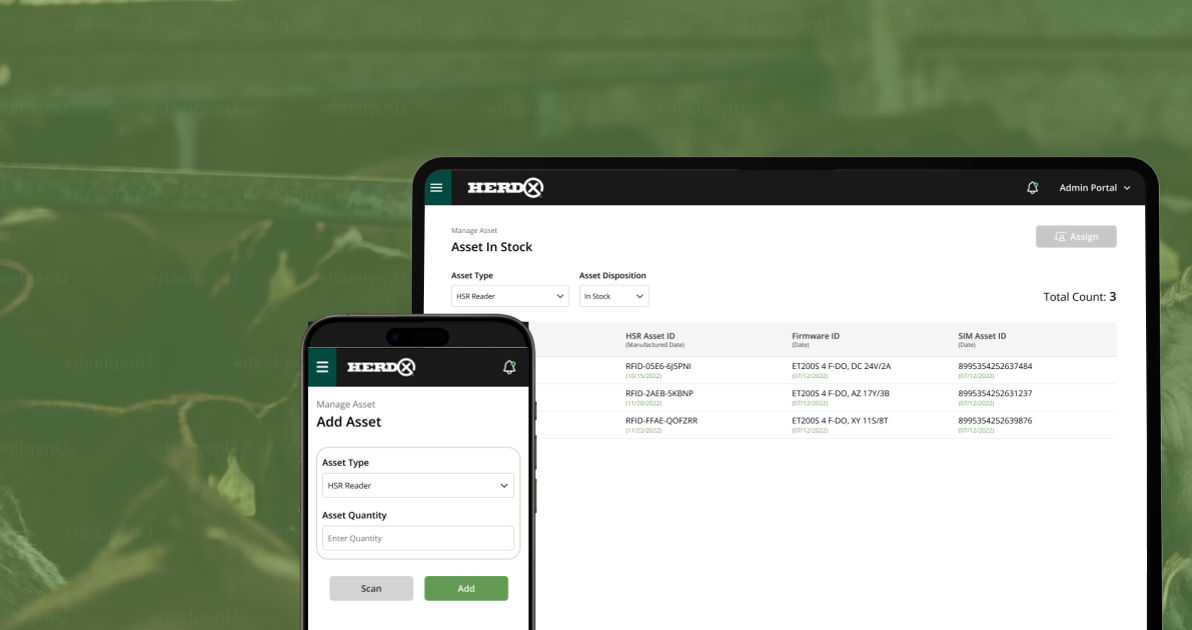 HERDX
Admin Portal
Manage Asset
Asset In Stock
Assign
Asset Type
Asset Disposition
HSR Reader
In Stock
Total Count: 3
HSR Asset ID
Firmware ID
SIM Asset ID
(Manufactured Date)
(Date)
(Date)
RFID-05E6-6J5PNI
ET200S 4 F-DO, DC 24V/2A
8995354252637484
(10/15/2022)
(07/12/2022)
(07/12/2022)
RFID-2AEB-5KBNP
ET200S 4 F-DO, AZ 17Y/3B
8995354252631237
(11/20/2022)
(07/12/2022)
(07/12/2022)
RFID-FFAE-QOFZRR
ET200S 4 F-DO, XY 11S/8T
8995354252639876
(11/22/2022)
(07/12/2022)
(07/12/2022)
HERDX
Manage Asset
Add Asset
Asset Type
HSR Reader
Asset Quantity
Enter Quantity
Scan
Add